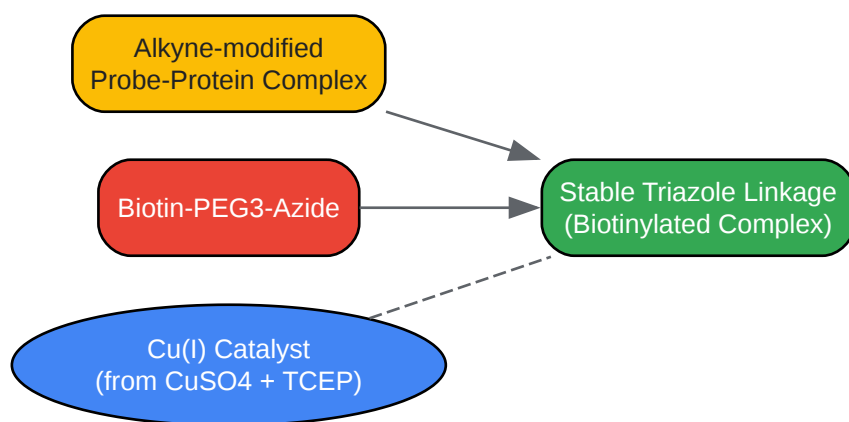 Alkyne-modified
Probe-Protein Complex
Biotin-PEG3-Azide
Stable Triazole Linkage
(Biotinylated Complex)
Cu(I) Catalyst
(from CuSO4 + TCEP)